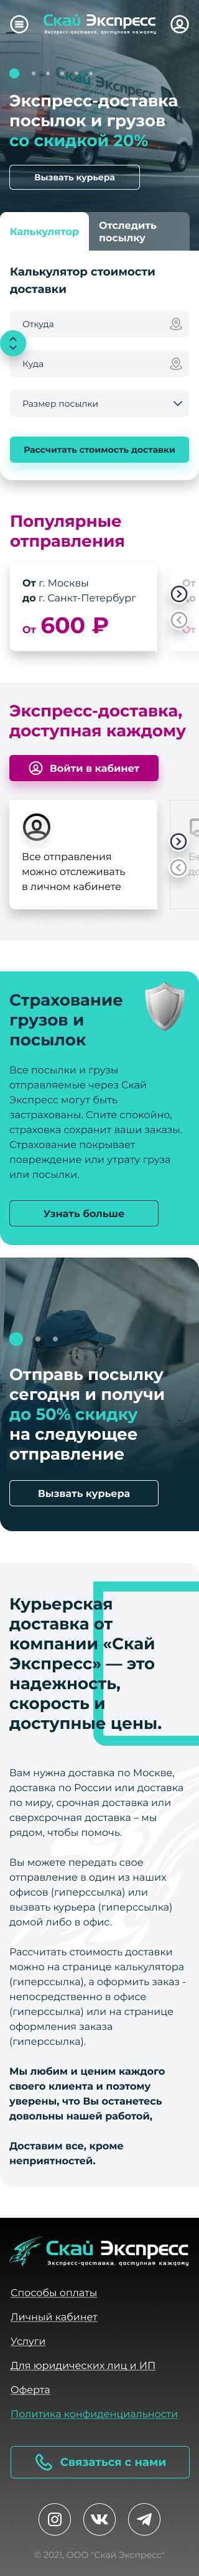 Скай Экспресс
Экспресс-доставка, доступная каждому
Экспресс-доставка
посылок и грузов
со скидкой 20%
Вызвать курьера
Калькулятор
Отследить
посылку
Калькулятор стоимости
доставки
Откуда
Куда
Размер посылки
Рассчитать стоимость доставки
Популярные
отправления
От г. Москвы
до г. Санкт-Петербург
От 600 ₽
От
до
От
Экспресс-доставка,
доступная каждому
Войти в кабинет
Все отправления
можно отслеживать
в личном кабинете
Страхование
грузов и
посылок
Все посылки и грузы
отправляемые через Скай
Экспресс могут быть
застрахованы. Спите спокойно,
страховка сохранит ваши заказы.
Страхование покрывает
повреждение или утрату груза
или посылки.
Узнать больше
Отправь посылку
сегодня и получи
до 50% скидку
на следующее
отправление
Вызвать курьера
Курьерская
доставка от
компании «Скай
Экспресс» — это
надежность,
скорость и
доступные цены.
Вам нужна доставка по Москве,
доставка по России или доставка
по миру, срочная доставка или
сверхсрочная доставка – мы
рядом, чтобы помочь.
Вы можете передать свое
отправление в один из наших
офисов (гиперссылка) или
вызвать курьера (гиперссылка)
домой либо в офис.
Рассчитать стоимость доставки
можно на странице калькулятора
(гиперссылка), а оформить заказ -
непосредственно в офисе
(гиперссылка) или на странице
оформления заказа
(гиперссылка).
Мы любим и ценим каждого
своего клиента и поэтому
уверены, что Вы останетесь
довольны нашей работой,
Доставим все, кроме
неприятностей.
Скай Экспресс
Экспресс-доставка, доступная каждому
Способы оплаты
Личный кабинет
Услуги
Для юридических лиц и ИП
Оферта
Политика конфиденциальности
Связаться с нами
© 2021, ООО "Скай Экспресс"